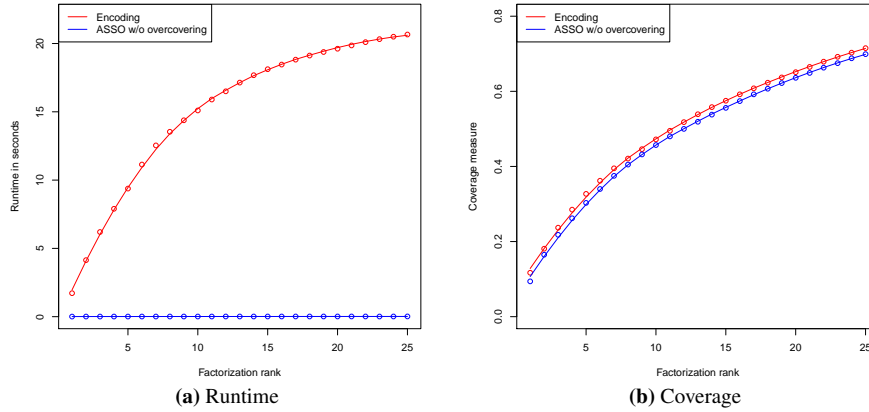 Encoding
ASSO w/o overcovering
Runtime in seconds
0
5
10
15
20
5
10
15
20
25
Factorization rank
(a) Runtime
Encoding
ASSO w/o overcovering
Coverage measure
0.0
0.2
0.4
0.6
0.8
5
10
15
20
25
Factorization rank
(b) Coverage